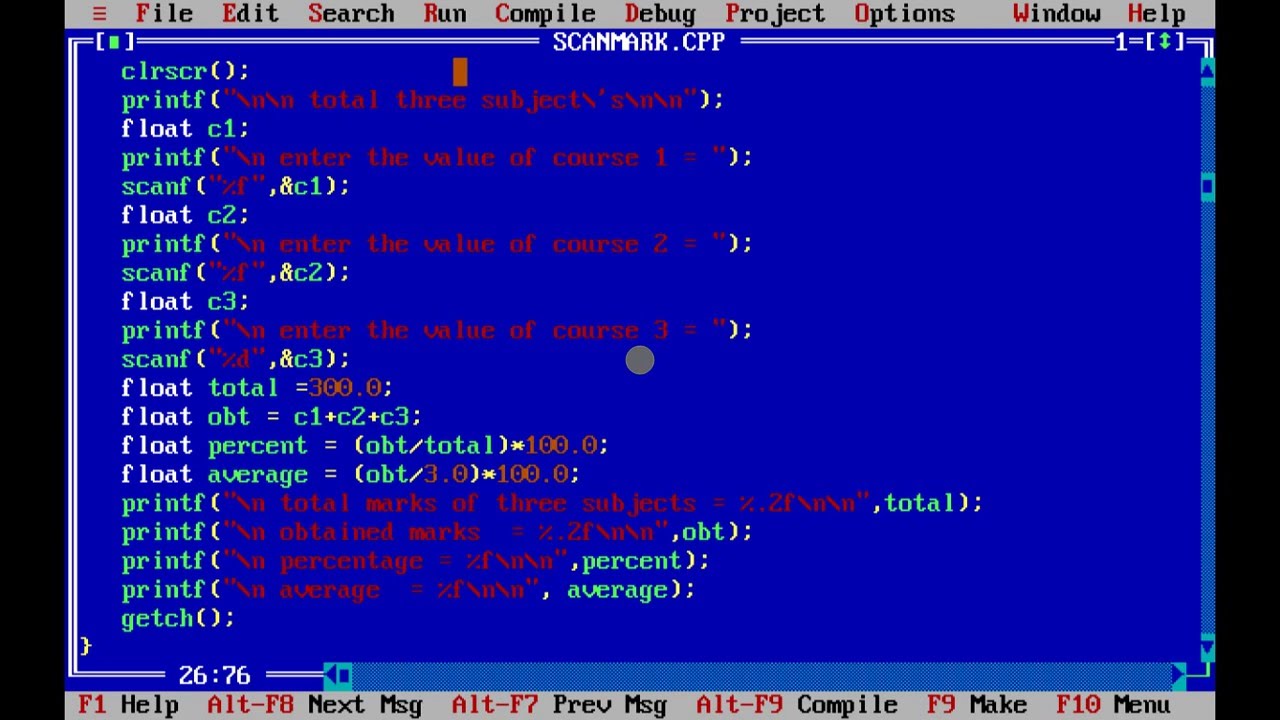 ≡ File Edit Search Run Compile Debug Project Options Window Help
[■] SCANMARK.CPP 1=[↕]
clrscr();
printf("\n\n total three subject\'s\n\n");
float c1;
printf("\n enter the value of course 1 = ");
scanf("%f",&c1);
float c2;
printf("\n enter the value of course 2 = ");
scanf("%f",&c2);
float c3;
printf("\n enter the value of course 3 = ");
scanf("%d",&c3);
float total =300.0;
float obt = c1+c2+c3;
float percent = (obt/total)*100.0;
float average = (obt/3.0)*100.0;
printf("\n total marks of three subjects = %.2f\n\n",total);
printf("\n obtained marks  = %.2f\n\n",obt);
printf("\n percentage = %f\n\n",percent);
printf("\n average  = %f\n\n", average);
getch();
}
26:76
F1 Help Alt-F8 Next Msg Alt-F7 Prev Msg Alt-F9 Compile F9 Make F10 Menu